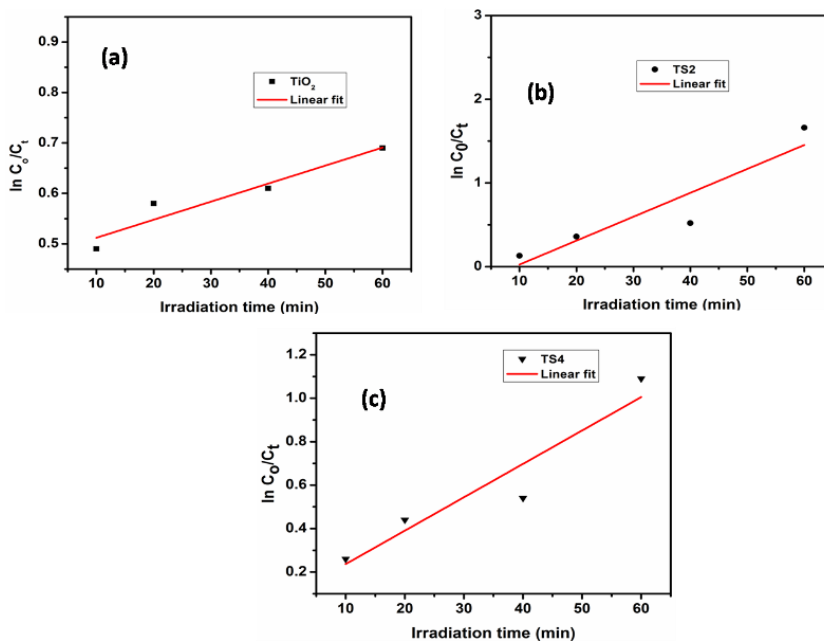 (a)
TiO₂
Linear fit
ln Cₒ/Cₜ
0.9
0.8
0.7
0.6
0.5
10 20 30 40 50 60
Irradiation time (min)
(b)
TS2
Linear fit
ln C₀/Cₜ
3
2
1
0
10 20 30 40 50 60
Irradiation time (min)
(c)
TS4
Linear fit
ln C₀/Cₜ
1.2
1.0
0.8
0.6
0.4
0.2
10 20 30 40 50 60
Irradiation time (min)